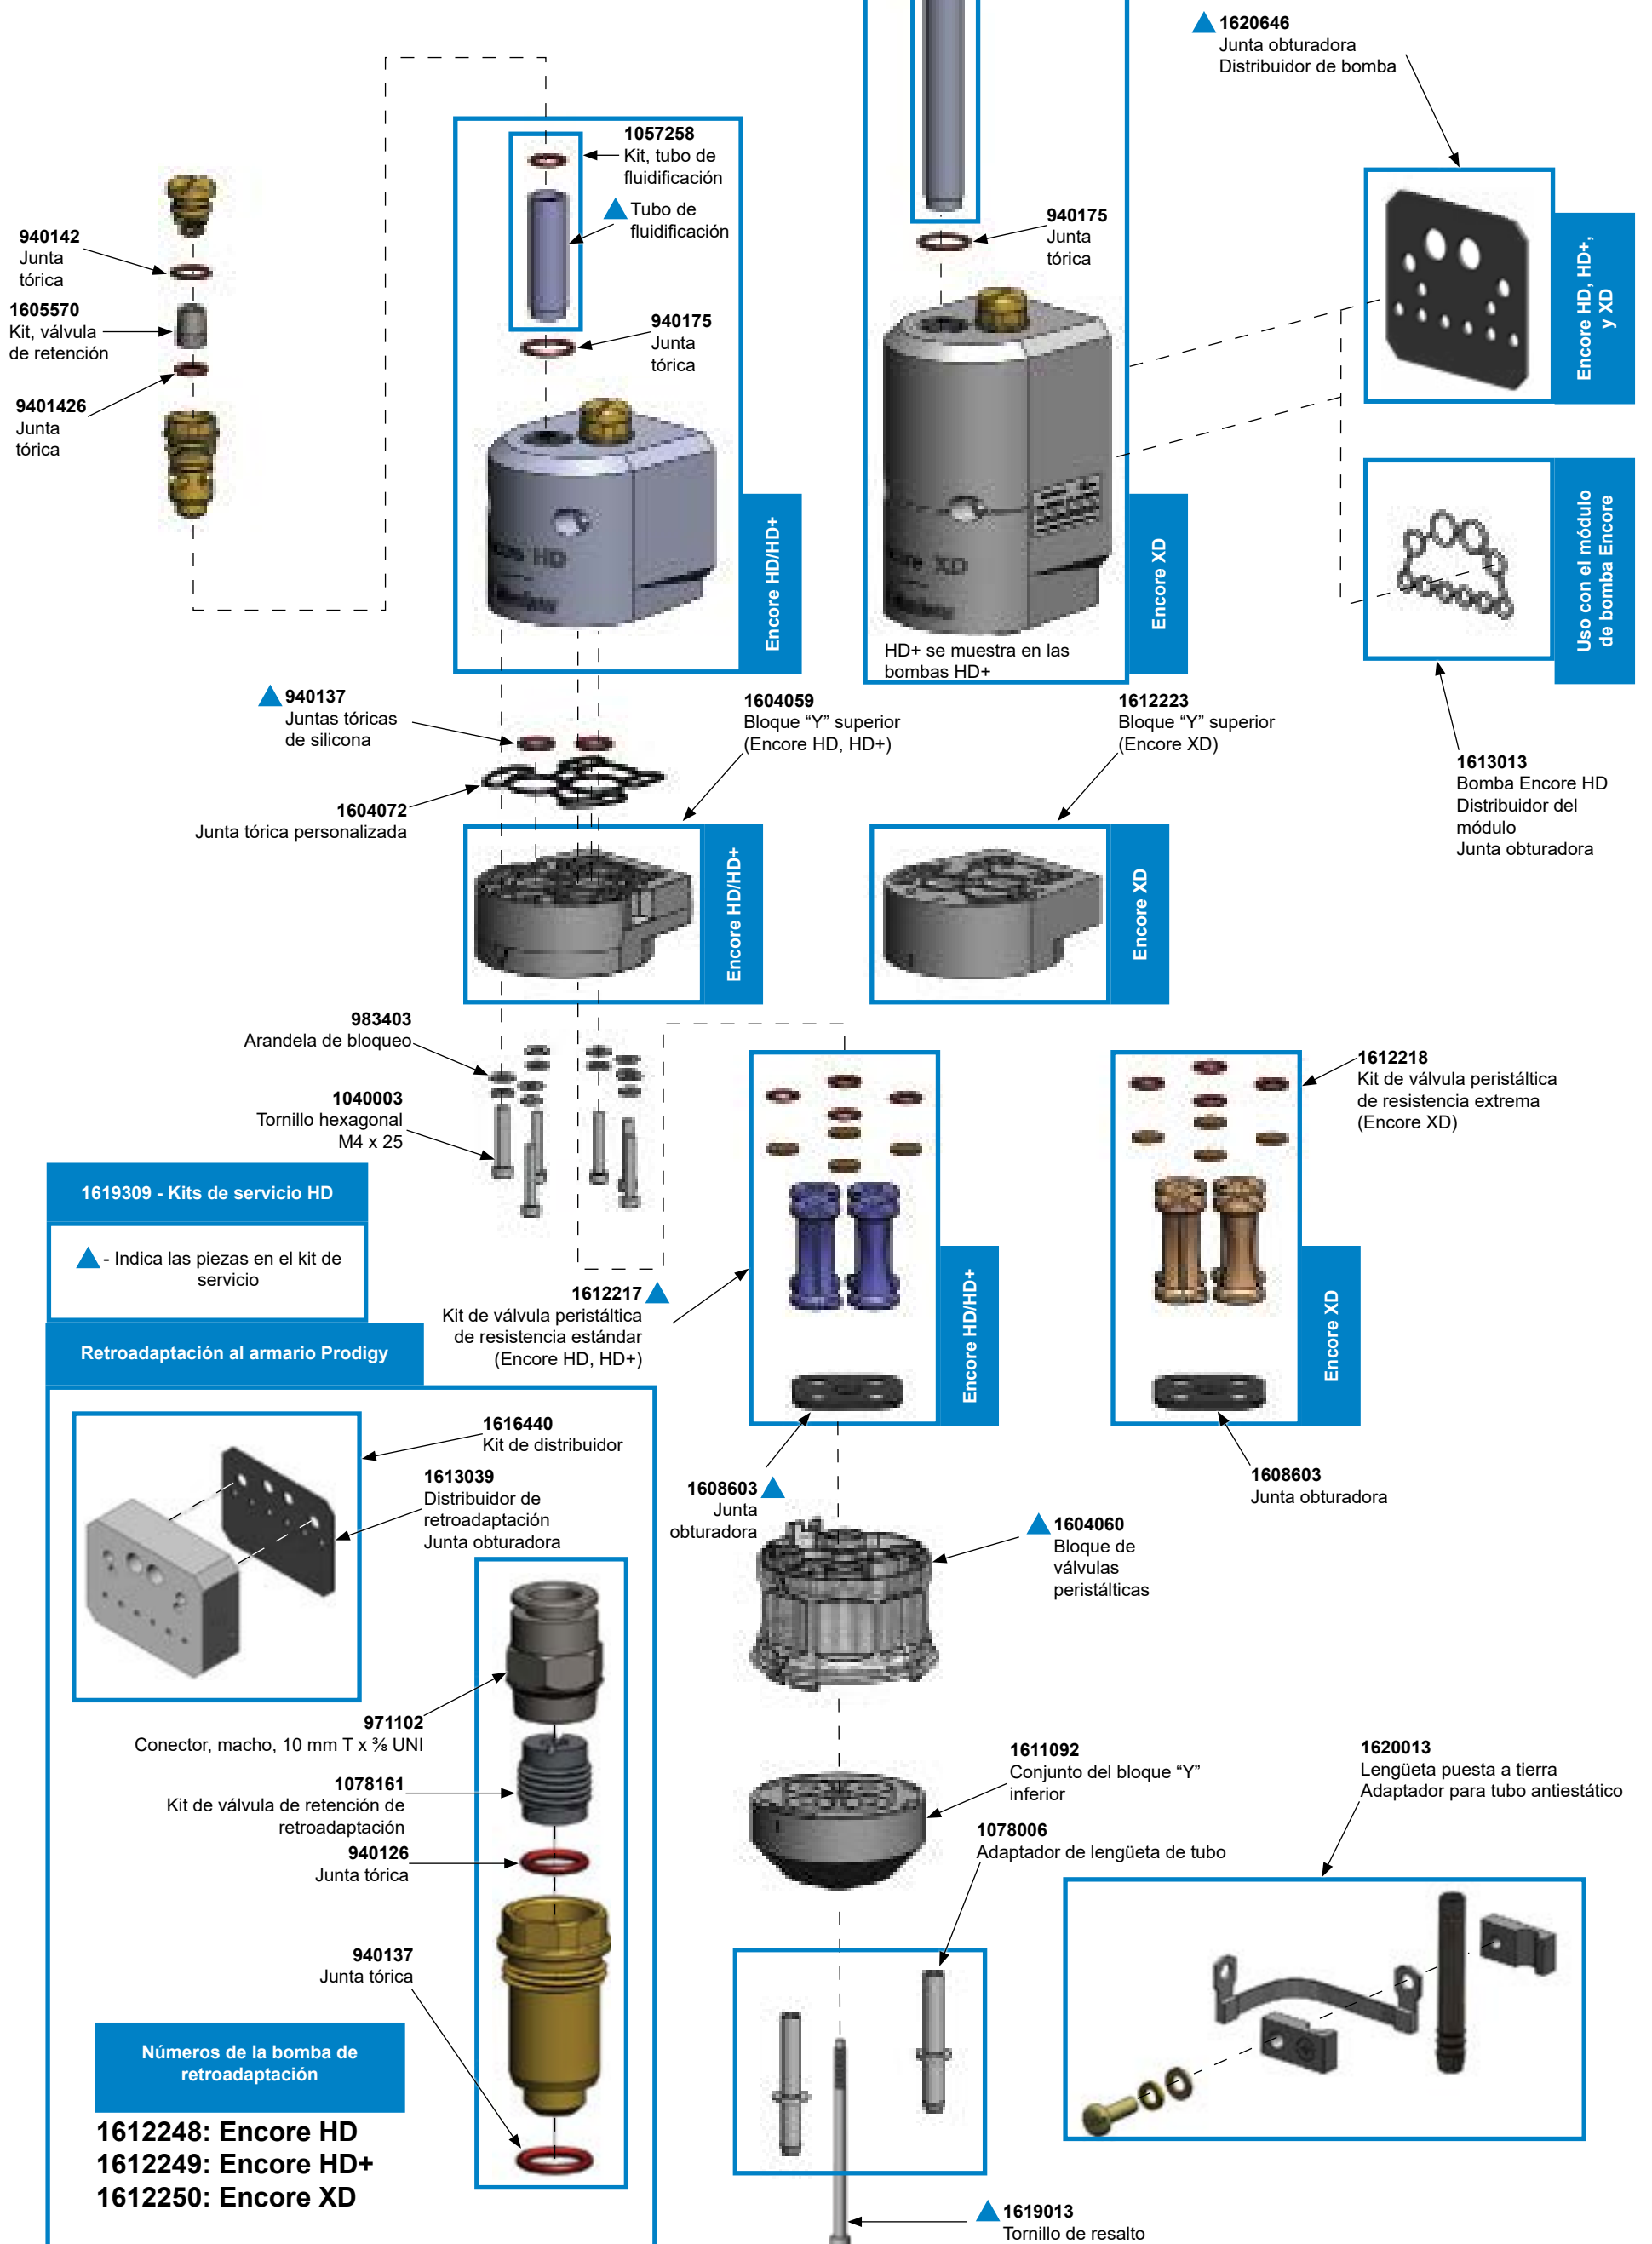 1620646
Junta obturadora
Distribuidor de bomba
1057258
Kit, tubo de
fluidificación
Tubo de
fluidificación
940142
Junta
tórica
1605570
Kit, válvula
de retención
9401426
Junta
tórica
940175
Junta
tórica
940175
Junta
tórica
Encore HD, HD+,
y XD
Uso con el módulo
de bomba Encore
Encore HD/HD+
Encore XD
HD
XD
HD+ se muestra en las
bombas HD+
940137
Juntas tóricas
de silicona
1604072
Junta tórica personalizada
1604059
Bloque “Y” superior
(Encore HD, HD+)
1612223
Bloque “Y” superior
(Encore XD)
1613013
Bomba Encore HD
Distribuidor del
módulo
Junta obturadora
Encore HD/HD+
Encore XD
983403
Arandela de bloqueo
1040003
Tornillo hexagonal
M4 x 25
1612218
Kit de válvula peristáltica
de resistencia extrema
(Encore XD)
1619309 - Kits de servicio HD
- Indica las piezas en el kit de
servicio
1612217
Kit de válvula peristáltica
de resistencia estándar
(Encore HD, HD+)
Encore HD/HD+
Encore XD
Retroadaptación al armario Prodigy
1616440
Kit de distribuidor
1613039
Distribuidor de
retroadaptación
Junta obturadora
1608603
Junta
obturadora
1608603
Junta obturadora
1604060
Bloque de
válvulas
peristálticas
971102
Conector, macho, 10 mm T x ⅜ UNI
1078161
Kit de válvula de retención de
retroadaptación
940126
Junta tórica
940137
Junta tórica
1611092
Conjunto del bloque “Y”
inferior
1078006
Adaptador de lengüeta de tubo
1620013
Lengüeta puesta a tierra
Adaptador para tubo antiestático
Números de la bomba de
retroadaptación
1612248: Encore HD
1612249: Encore HD+
1612250: Encore XD
1619013
Tornillo de resalto